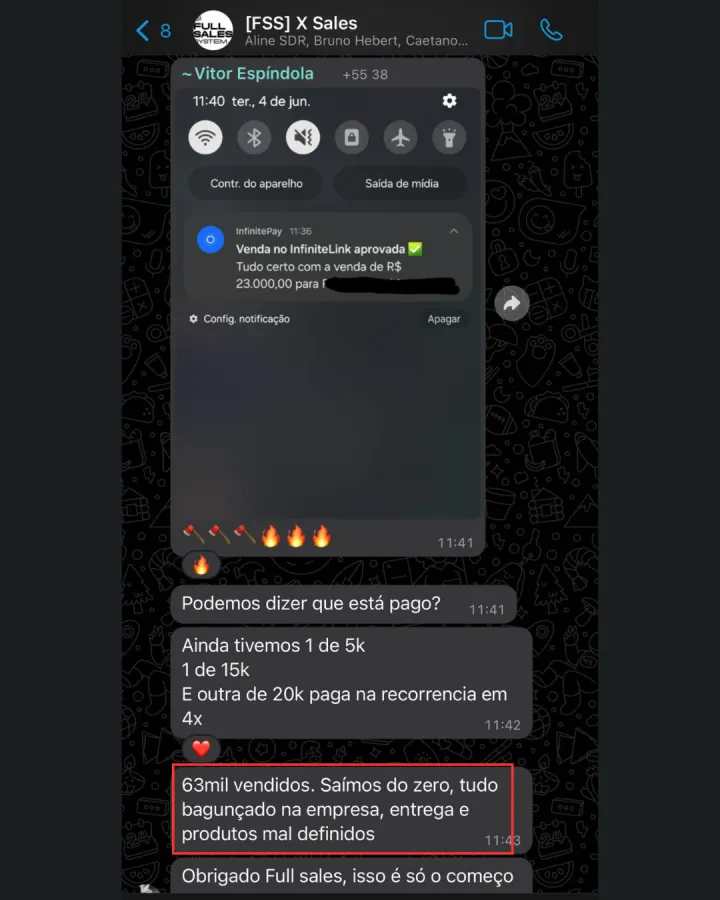 8
FULL
SALES
SYSTEM
[FSS] X Sales
Aline SDR, Bruno Hebert, Caetano...
~Vitor Espíndola +55 38
11:40 ter., 4 de jun.
Contr. do aparelho Saída de mídia
InfinitePay 11:36
Venda no InfiniteLink aprovada ✅
Tudo certo com a venda de R$
23.000,00 para
Config. notificação Apagar
🪓🪓🪓🔥🔥🔥
11:41
🔥
Podemos dizer que está pago? 11:41
Ainda tivemos 1 de 5k
1 de 15k
E outra de 20k paga na recorrencia em
4x 11:42
❤️
63mil vendidos. Saímos do zero, tudo
bagunçado na empresa, entrega e
produtos mal definidos 11:43
Obrigado Full sales, isso é só o começo